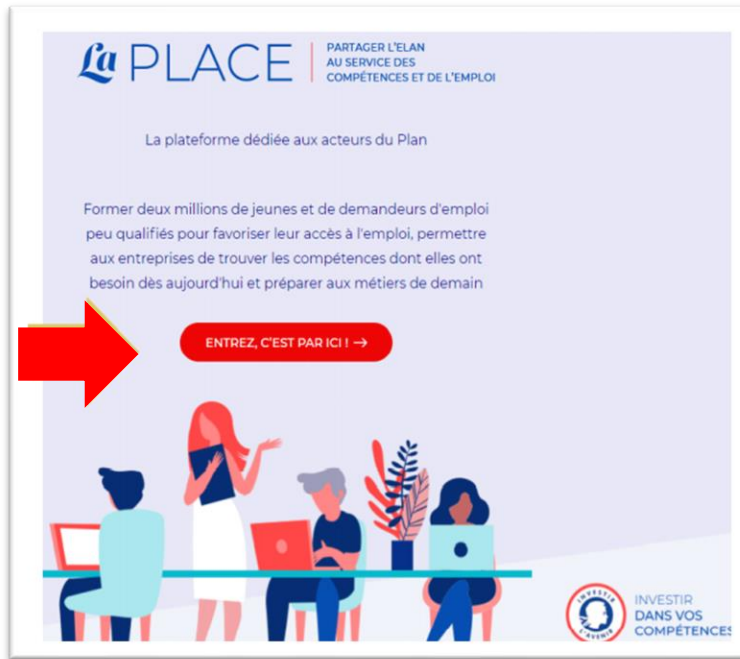 La PLACE
PARTAGER L'ELAN
AU SERVICE DES
COMPÉTENCES ET DE L'EMPLOI
La plateforme dédiée aux acteurs du Plan
Former deux millions de jeunes et de demandeurs d'emploi
peu qualifiés pour favoriser leur accès à l'emploi, permettre
aux entreprises de trouver les compétences dont elles ont
besoin dès aujourd'hui et préparer aux métiers de demain
ENTREZ, C'EST PAR ICI ! →
INVESTIR
L'AVENIR
INVESTIR
DANS VOS
COMPÉTENCES